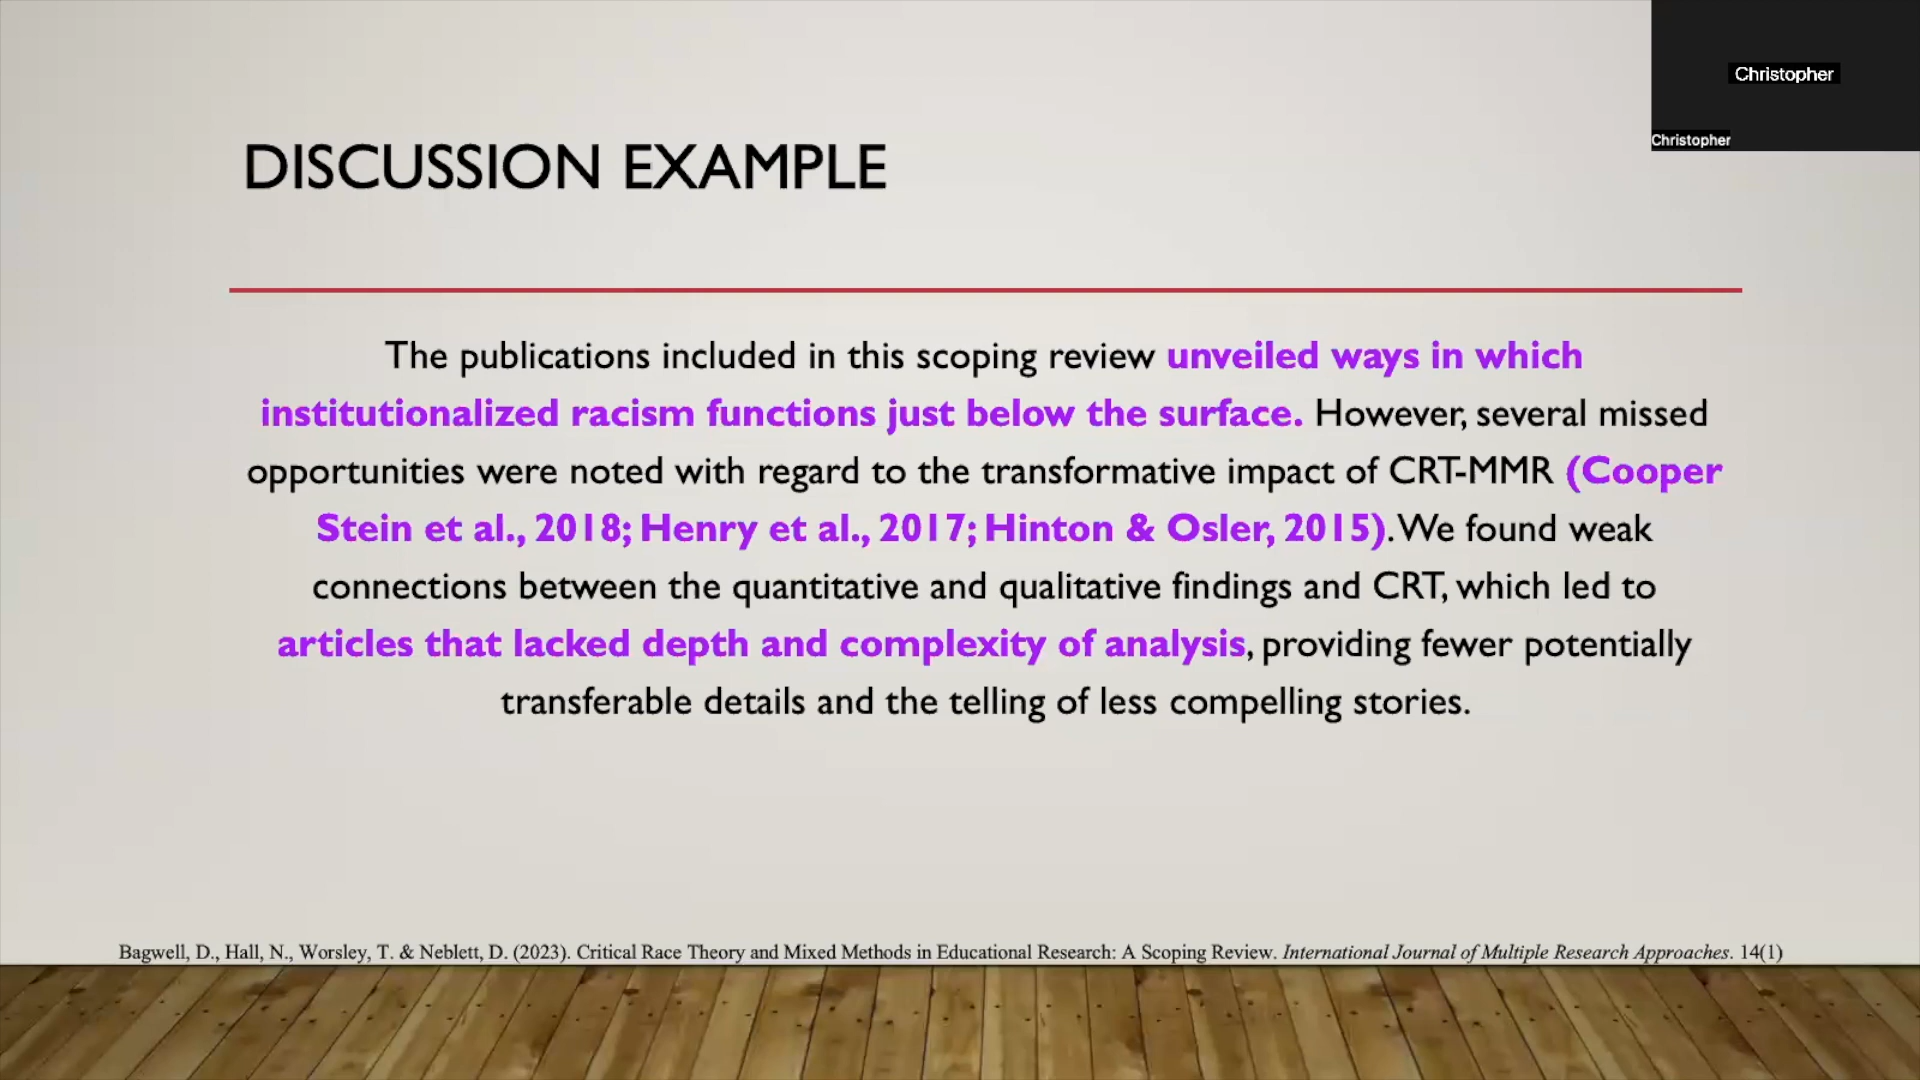 Christopher
Christopher
DISCUSSION EXAMPLE
The publications included in this scoping review unveiled ways in which
institutionalized racism functions just below the surface. However, several missed
opportunities were noted with regard to the transformative impact of CRT-MMR (Cooper
Stein et al., 2018; Henry et al., 2017; Hinton & Osler, 2015). We found weak
connections between the quantitative and qualitative findings and CRT, which led to
articles that lacked depth and complexity of analysis, providing fewer potentially
transferable details and the telling of less compelling stories.
Bagwell, D., Hall, N., Worsley, T. & Neblett, D. (2023). Critical Race Theory and Mixed Methods in Educational Research: A Scoping Review. International Journal of Multiple Research Approaches. 14(1)